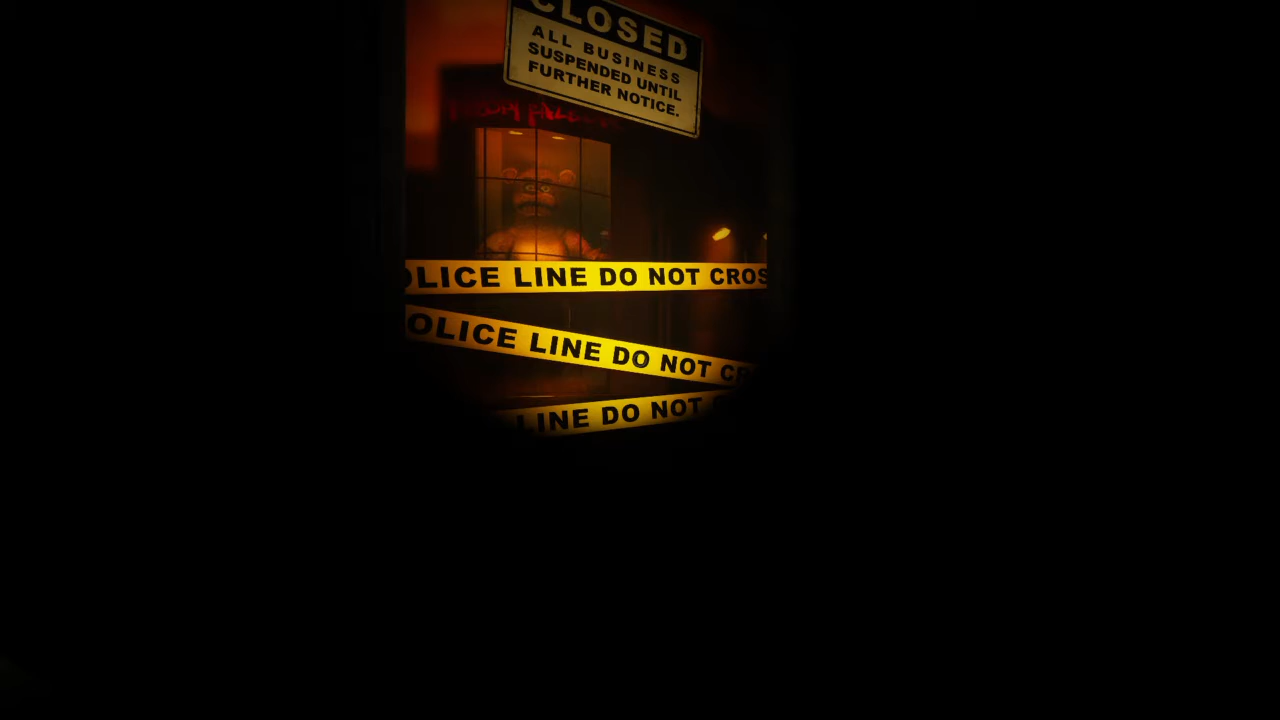 CLOSED
ALL BUSINESS
SUSPENDED UNTIL
FURTHER NOTICE.
OLICE LINE DO NOT CROS
OLICE LINE DO NOT CR
LINE DO NOT